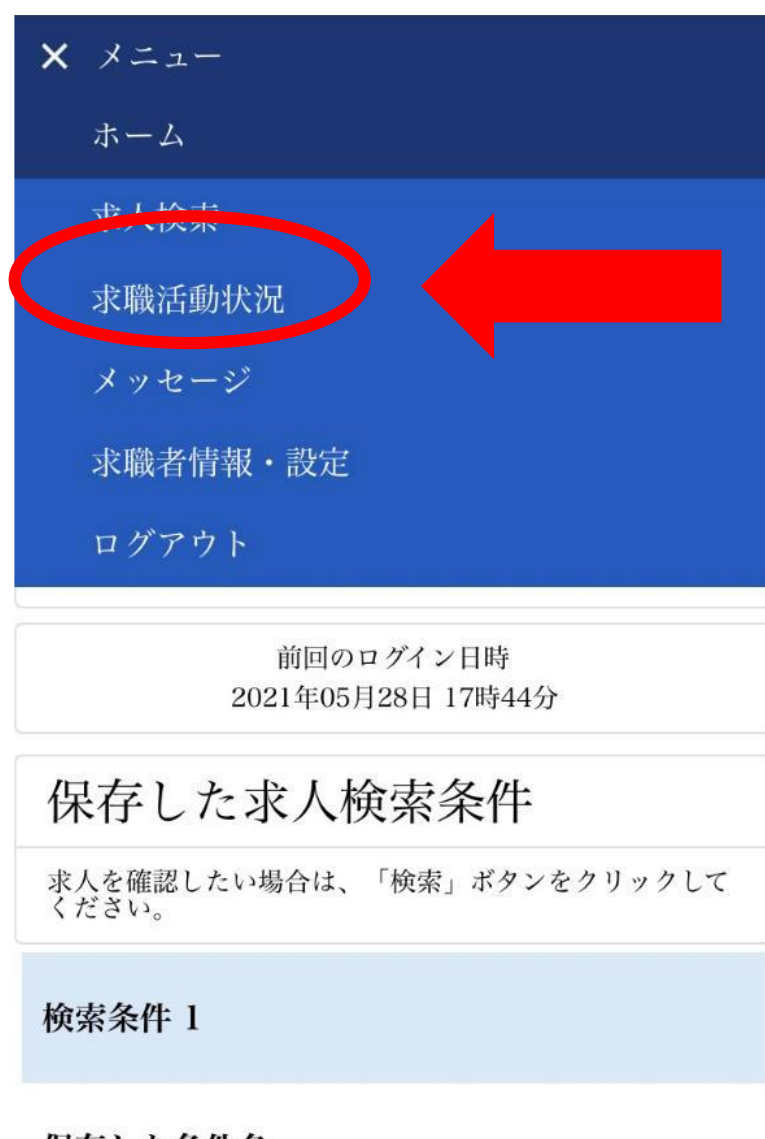 × メニュー
ホーム
求人検索
求職活動状況
メッセージ
求職者情報・設定
ログアウト
前回のログイン日時
2021年05月28日 17時44分
保存した求人検索条件
求人を確認したい場合は、「検索」ボタンをクリックして
ください。
検索条件 1